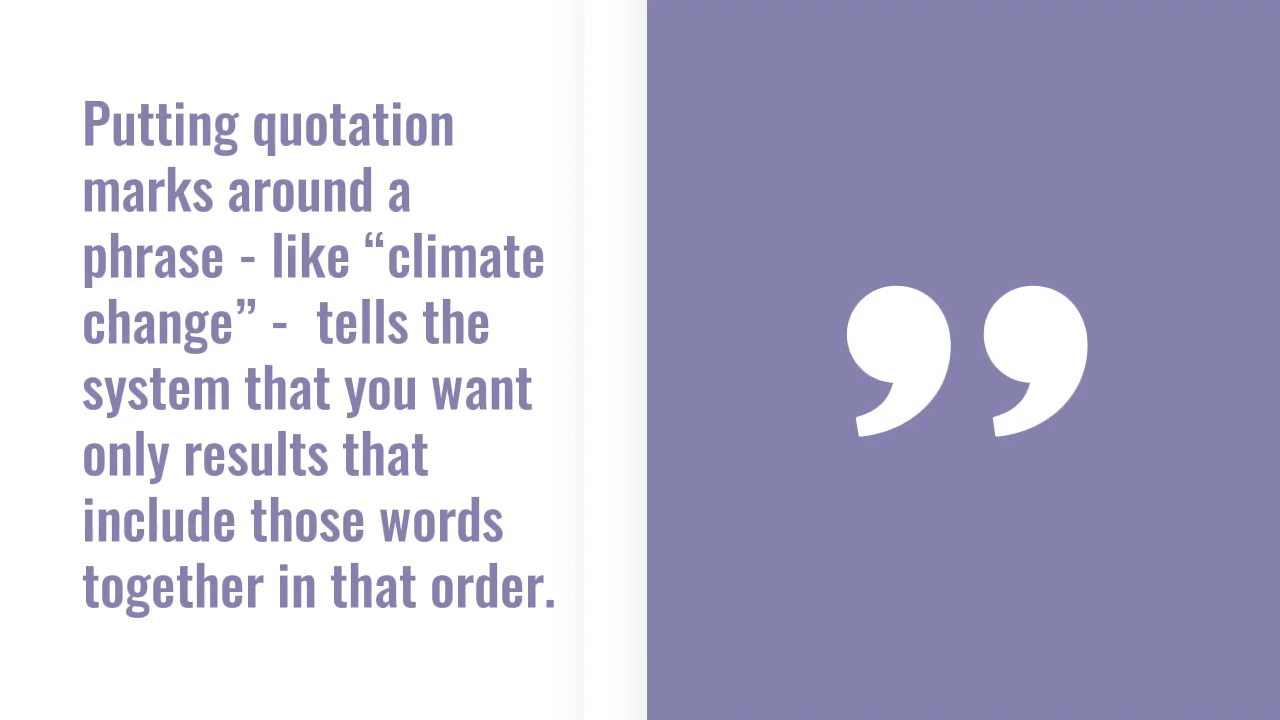 Putting quotation
marks around a
phrase - like “climate
change” -  tells the
system that you want
only results that
include those words
together in that order.
”